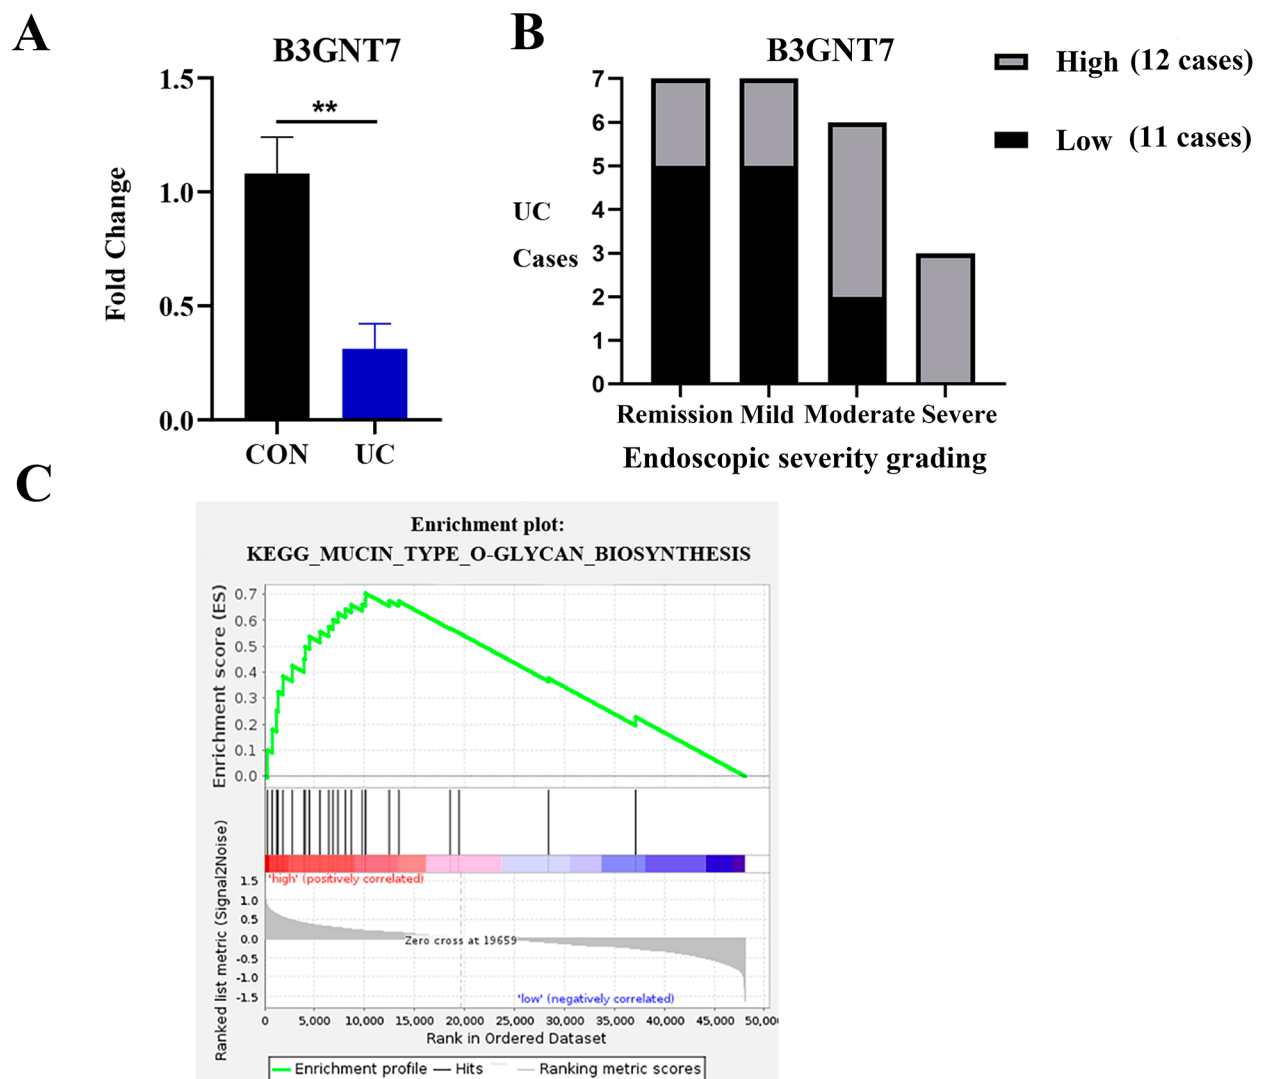 A
B3GNT7
Fold Change
1.5
1.0
0.5
0.0
**
CON UC
B
B3GNT7
High (12 cases)
Low (11 cases)
UC
Cases
7
6
5
4
3
2
1
0
Remission Mild Moderate Severe
Endoscopic severity grading
C
Enrichment plot:
KEGG_MUCIN_TYPE_O-GLYCAN_BIOSYNTHESIS
Enrichment score (ES)
0.7
0.6
0.5
0.4
0.3
0.2
0.1
0.0
Ranked list metric (Signal2Noise)
'high' (positively correlated)
1.5
1.0
0.5
0.0
-0.5
-1.0
-1.5
Zero cross at 19659
'low' (negatively correlated)
0 5,000 10,000 15,000 20,000 25,000 30,000 35,000 40,000 45,000 50,00
Rank in Ordered Dataset
Enrichment profile Hits Ranking metric scores